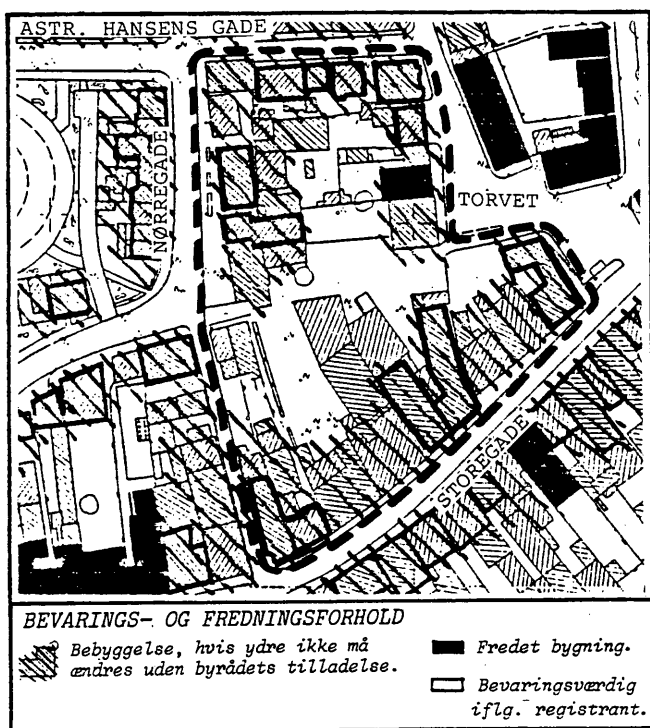 ASTR. HANSENS GADE
NØRREGADE
TORVET
STOREGADE
BEVARINGS- OG FREDNINGSFORHOLD
Bebyggelse, hvis ydre ikke må
ændres uden byrådets tilladelse.
Fredet bygning.
Bevaringsværdig
iflg. registrant.